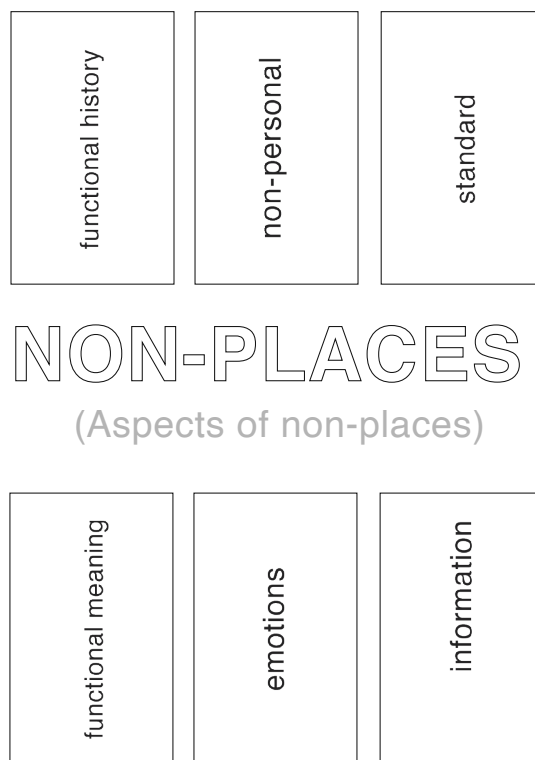 functional history
non-personal
standard
NON-PLACES
(Aspects of non-places)
functional meaning
emotions
information